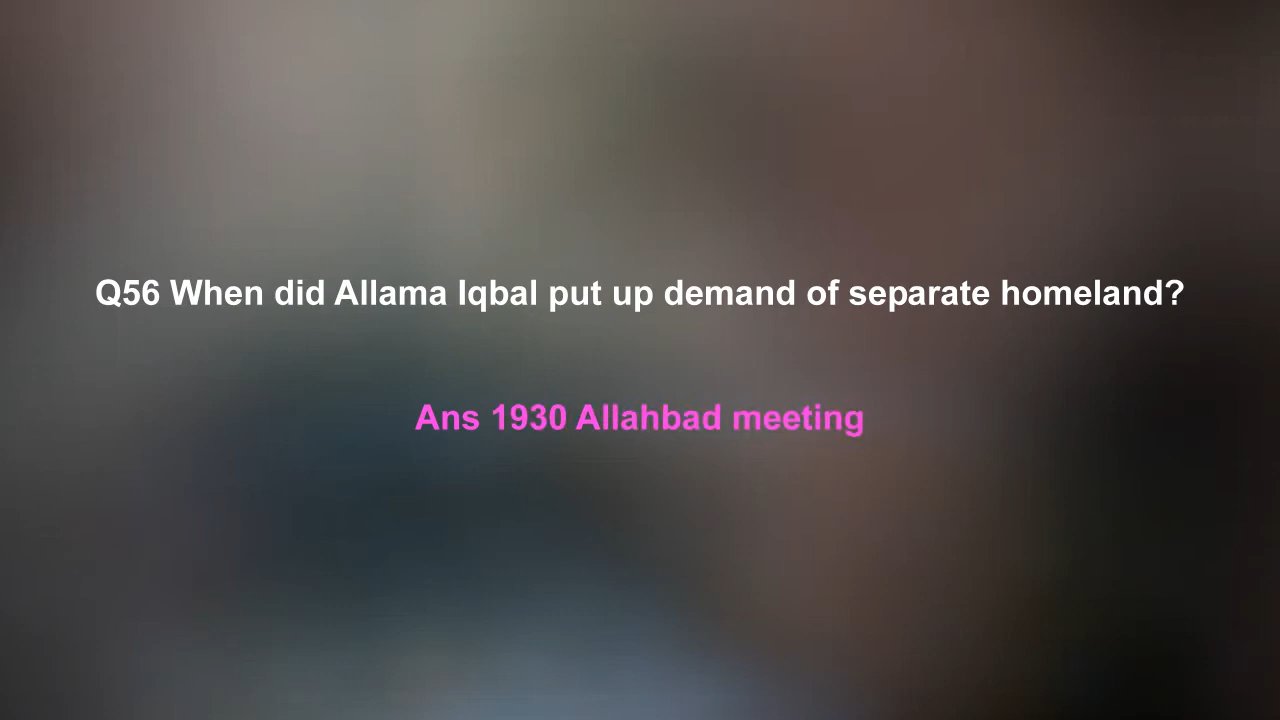 Q56 When did Allama Iqbal put up demand of separate homeland?
Ans 1930 Allahbad meeting